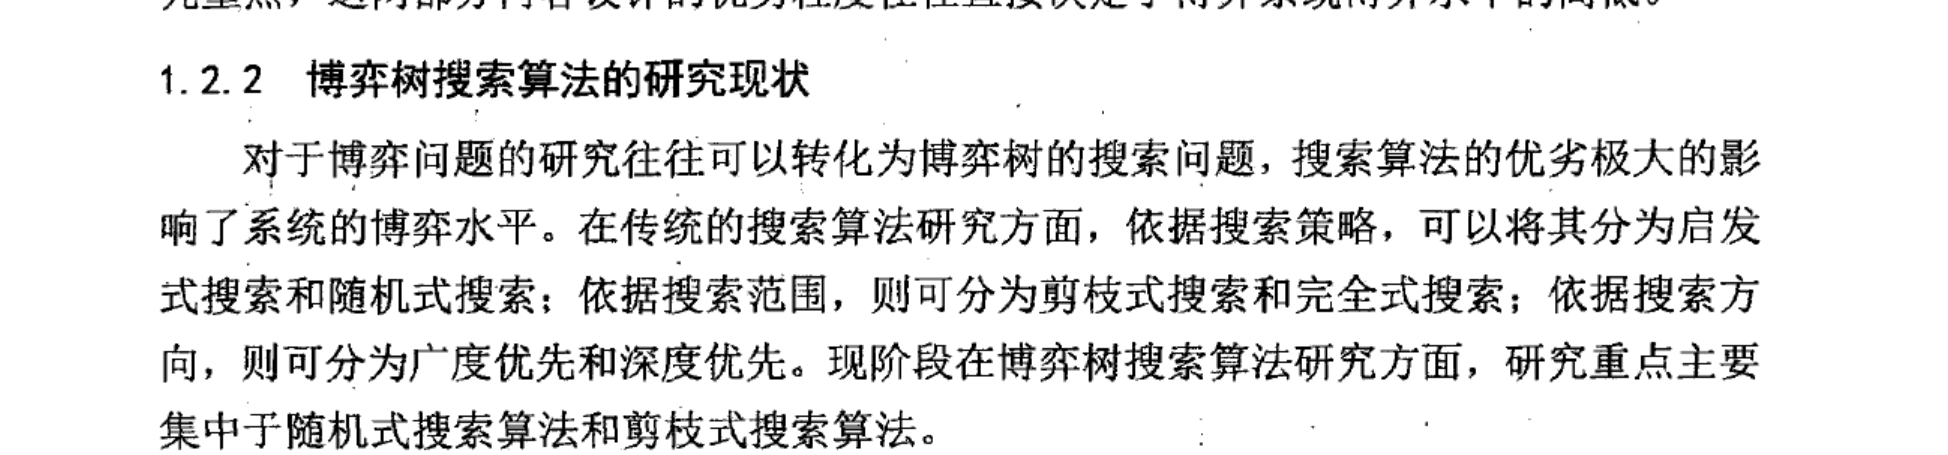 1.2.2 博弈树搜索算法的研究现状
对于博弈问题的研究往往可以转化为博弈树的搜索问题，搜索算法的优劣极大的影
响了系统的博弈水平。在传统的搜索算法研究方面，依据搜索策略，可以将其分为启发
式搜索和随机式搜索；依据搜索范围，则可分为剪枝式搜索和完全式搜索；依据搜索方
向，则可分为广度优先和深度优先。现阶段在博弈树搜索算法研究方面，研究重点主要
集中于随机式搜索算法和剪枝式搜索算法。